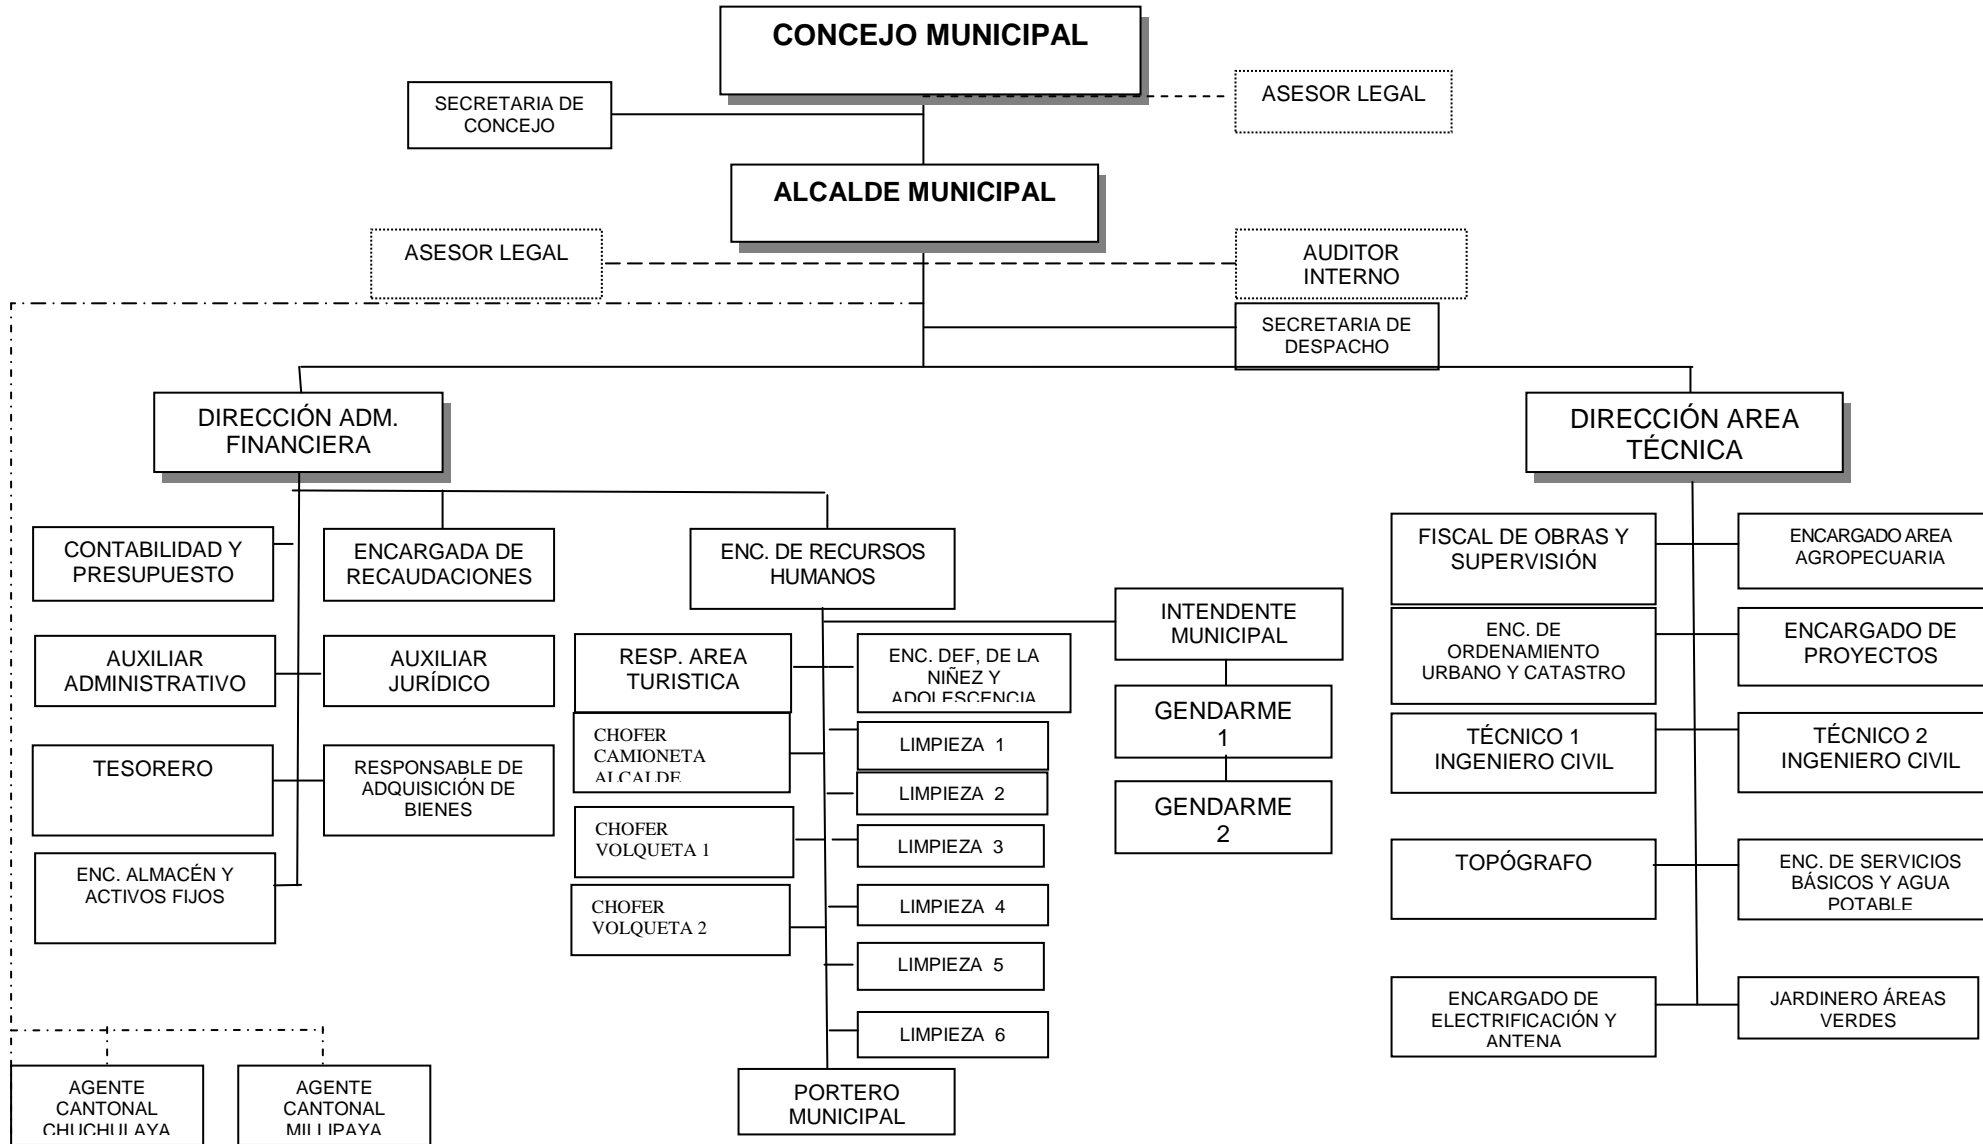 CONCEJO MUNICIPAL
SECRETARIA DE
CONCEJO
ASESOR LEGAL
ALCALDE MUNICIPAL
ASESOR LEGAL
AUDITOR
INTERNO
SECRETARIA DE
DESPACHO
DIRECCIÓN ADM.
FINANCIERA
DIRECCIÓN AREA
TÉCNICA
CONTABILIDAD Y
PRESUPUESTO
ENCARGADA DE
RECAUDACIONES
AUXILIAR
ADMINISTRATIVO
AUXILIAR
JURÍDICO
TESORERO
RESPONSABLE DE
ADQUISICIÓN DE
BIENES
ENC. ALMACÉN Y
ACTIVOS FIJOS
ENC. DE RECURSOS
HUMANOS
RESP. AREA
TURISTICA
ENC. DEF, DE LA
NIÑEZ Y
ADOLESCENCIA
CHOFER
CAMIONETA
ALCALDE
CHOFER
VOLQUETA 1
CHOFER
VOLQUETA 2
LIMPIEZA 1
LIMPIEZA 2
LIMPIEZA 3
LIMPIEZA 4
LIMPIEZA 5
LIMPIEZA 6
PORTERO
MUNICIPAL
INTENDENTE
MUNICIPAL
GENDARME
1
GENDARME
2
FISCAL DE OBRAS Y
SUPERVISIÓN
ENCARGADO AREA
AGROPECUARIA
ENC. DE
ORDENAMIENTO
URBANO Y CATASTRO
ENCARGADO DE
PROYECTOS
TÉCNICO 1
INGENIERO CIVIL
TÉCNICO 2
INGENIERO CIVIL
TOPÓGRAFO
ENC. DE SERVICIOS
BÁSICOS Y AGUA
POTABLE
ENCARGADO DE
ELECTRIFICACIÓN Y
ANTENA
JARDINERO ÁREAS
VERDES
AGENTE
CANTONAL
CHUCHULAYA
AGENTE
CANTONAL
MILLIPAYA